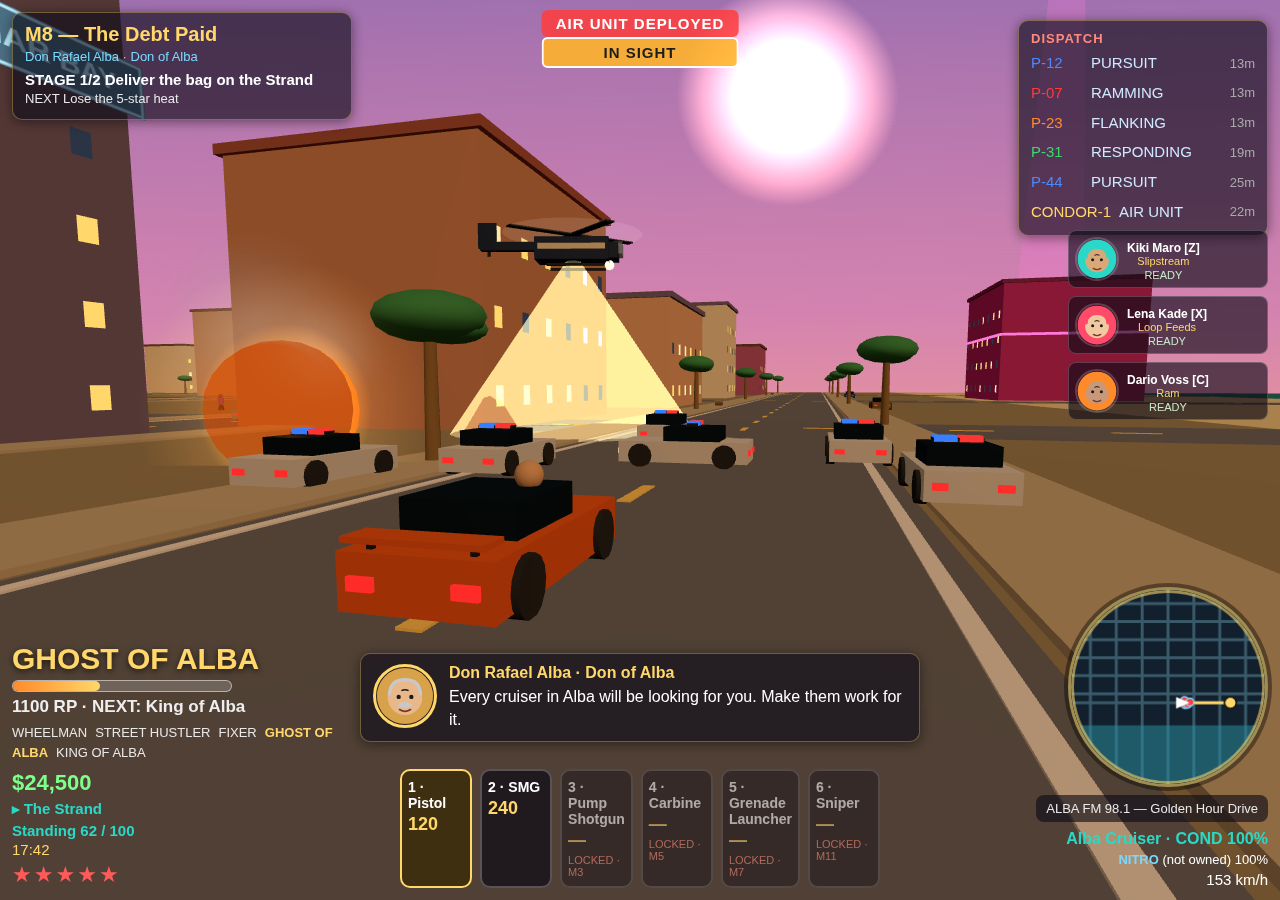 M8 — The Debt Paid
Don Rafael Alba · Don of Alba
STAGE 1/2 Deliver the bag on the Strand
NEXT Lose the 5-star heat
AIR UNIT DEPLOYED
IN SIGHT
DISPATCH
P-12 PURSUIT 13m
P-07 RAMMING 13m
P-23 FLANKING 13m
P-31 RESPONDING 19m
P-44 PURSUIT 25m
CONDOR-1 AIR UNIT 22m
Kiki Maro [Z]
Slipstream
READY
Lena Kade [X]
Loop Feeds
READY
Dario Voss [C]
Ram
READY
GHOST OF ALBA
1100 RP · NEXT: King of Alba
WHEELMAN STREET HUSTLER FIXER GHOST OF
ALBA KING OF ALBA
$24,500
▸ The Strand
Standing 62 / 100
17:42
★★★★★
Don Rafael Alba · Don of Alba
Every cruiser in Alba will be looking for you. Make them work for
it.
1 ·
Pistol
120
2 · SMG
240
3 ·
Pump
Shotgun
—
LOCKED ·
M3
4 ·
Carbine
—
LOCKED ·
M5
5 ·
Grenade
Launcher
—
LOCKED ·
M7
6 ·
Sniper
—
LOCKED ·
M11
ALBA FM 98.1 — Golden Hour Drive
Alba Cruiser · COND 100%
NITRO (not owned) 100%
153 km/h